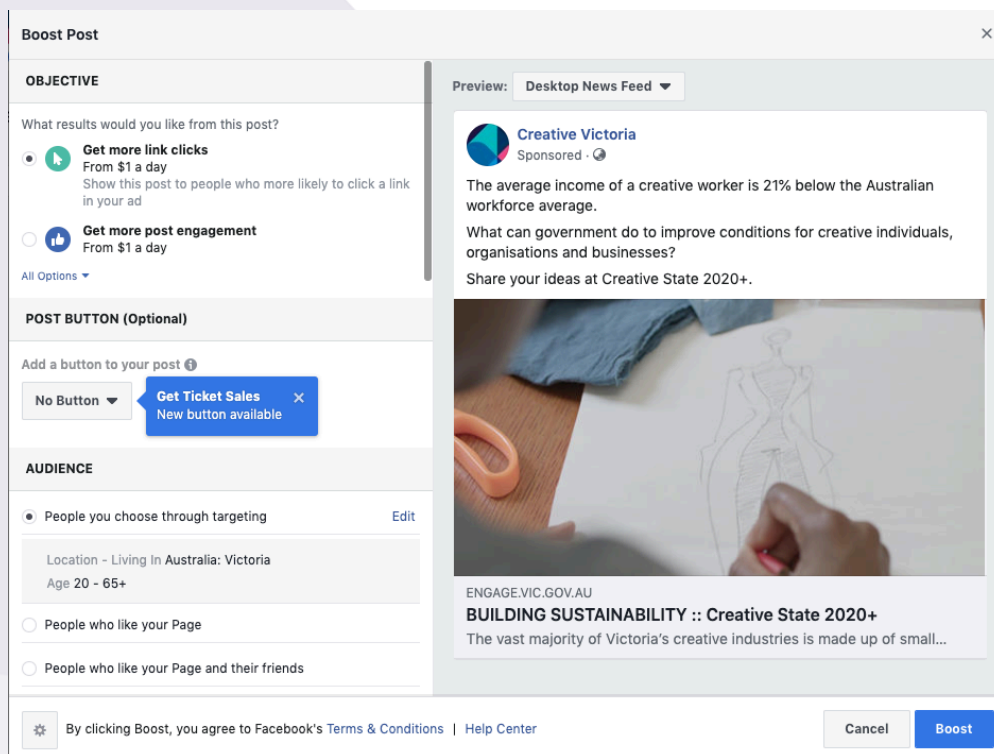 Boost Post
OBJECTIVE
What results would you like from this post?
Get more link clicks
From $1 a day
Show this post to people who more likely to click a link
in your ad
Get more post engagement
From $1 a day
All Options
POST BUTTON (Optional)
Add a button to your post
No Button
Get Ticket Sales
New button available
AUDIENCE
People you choose through targeting
Edit
Location - Living In Australia: Victoria
Age 20 - 65+
People who like your Page
People who like your Page and their friends
Preview:
Desktop News Feed
Creative Victoria
Sponsored ·
The average income of a creative worker is 21% below the Australian
workforce average.
What can government do to improve conditions for creative individuals,
organisations and businesses?
Share your ideas at Creative State 2020+.
ENGAGE.VIC.GOV.AU
BUILDING SUSTAINABILITY :: Creative State 2020+
The vast majority of Victoria's creative industries is made up of small...
By clicking Boost, you agree to Facebook's Terms & Conditions | Help Center
Cancel
Boost